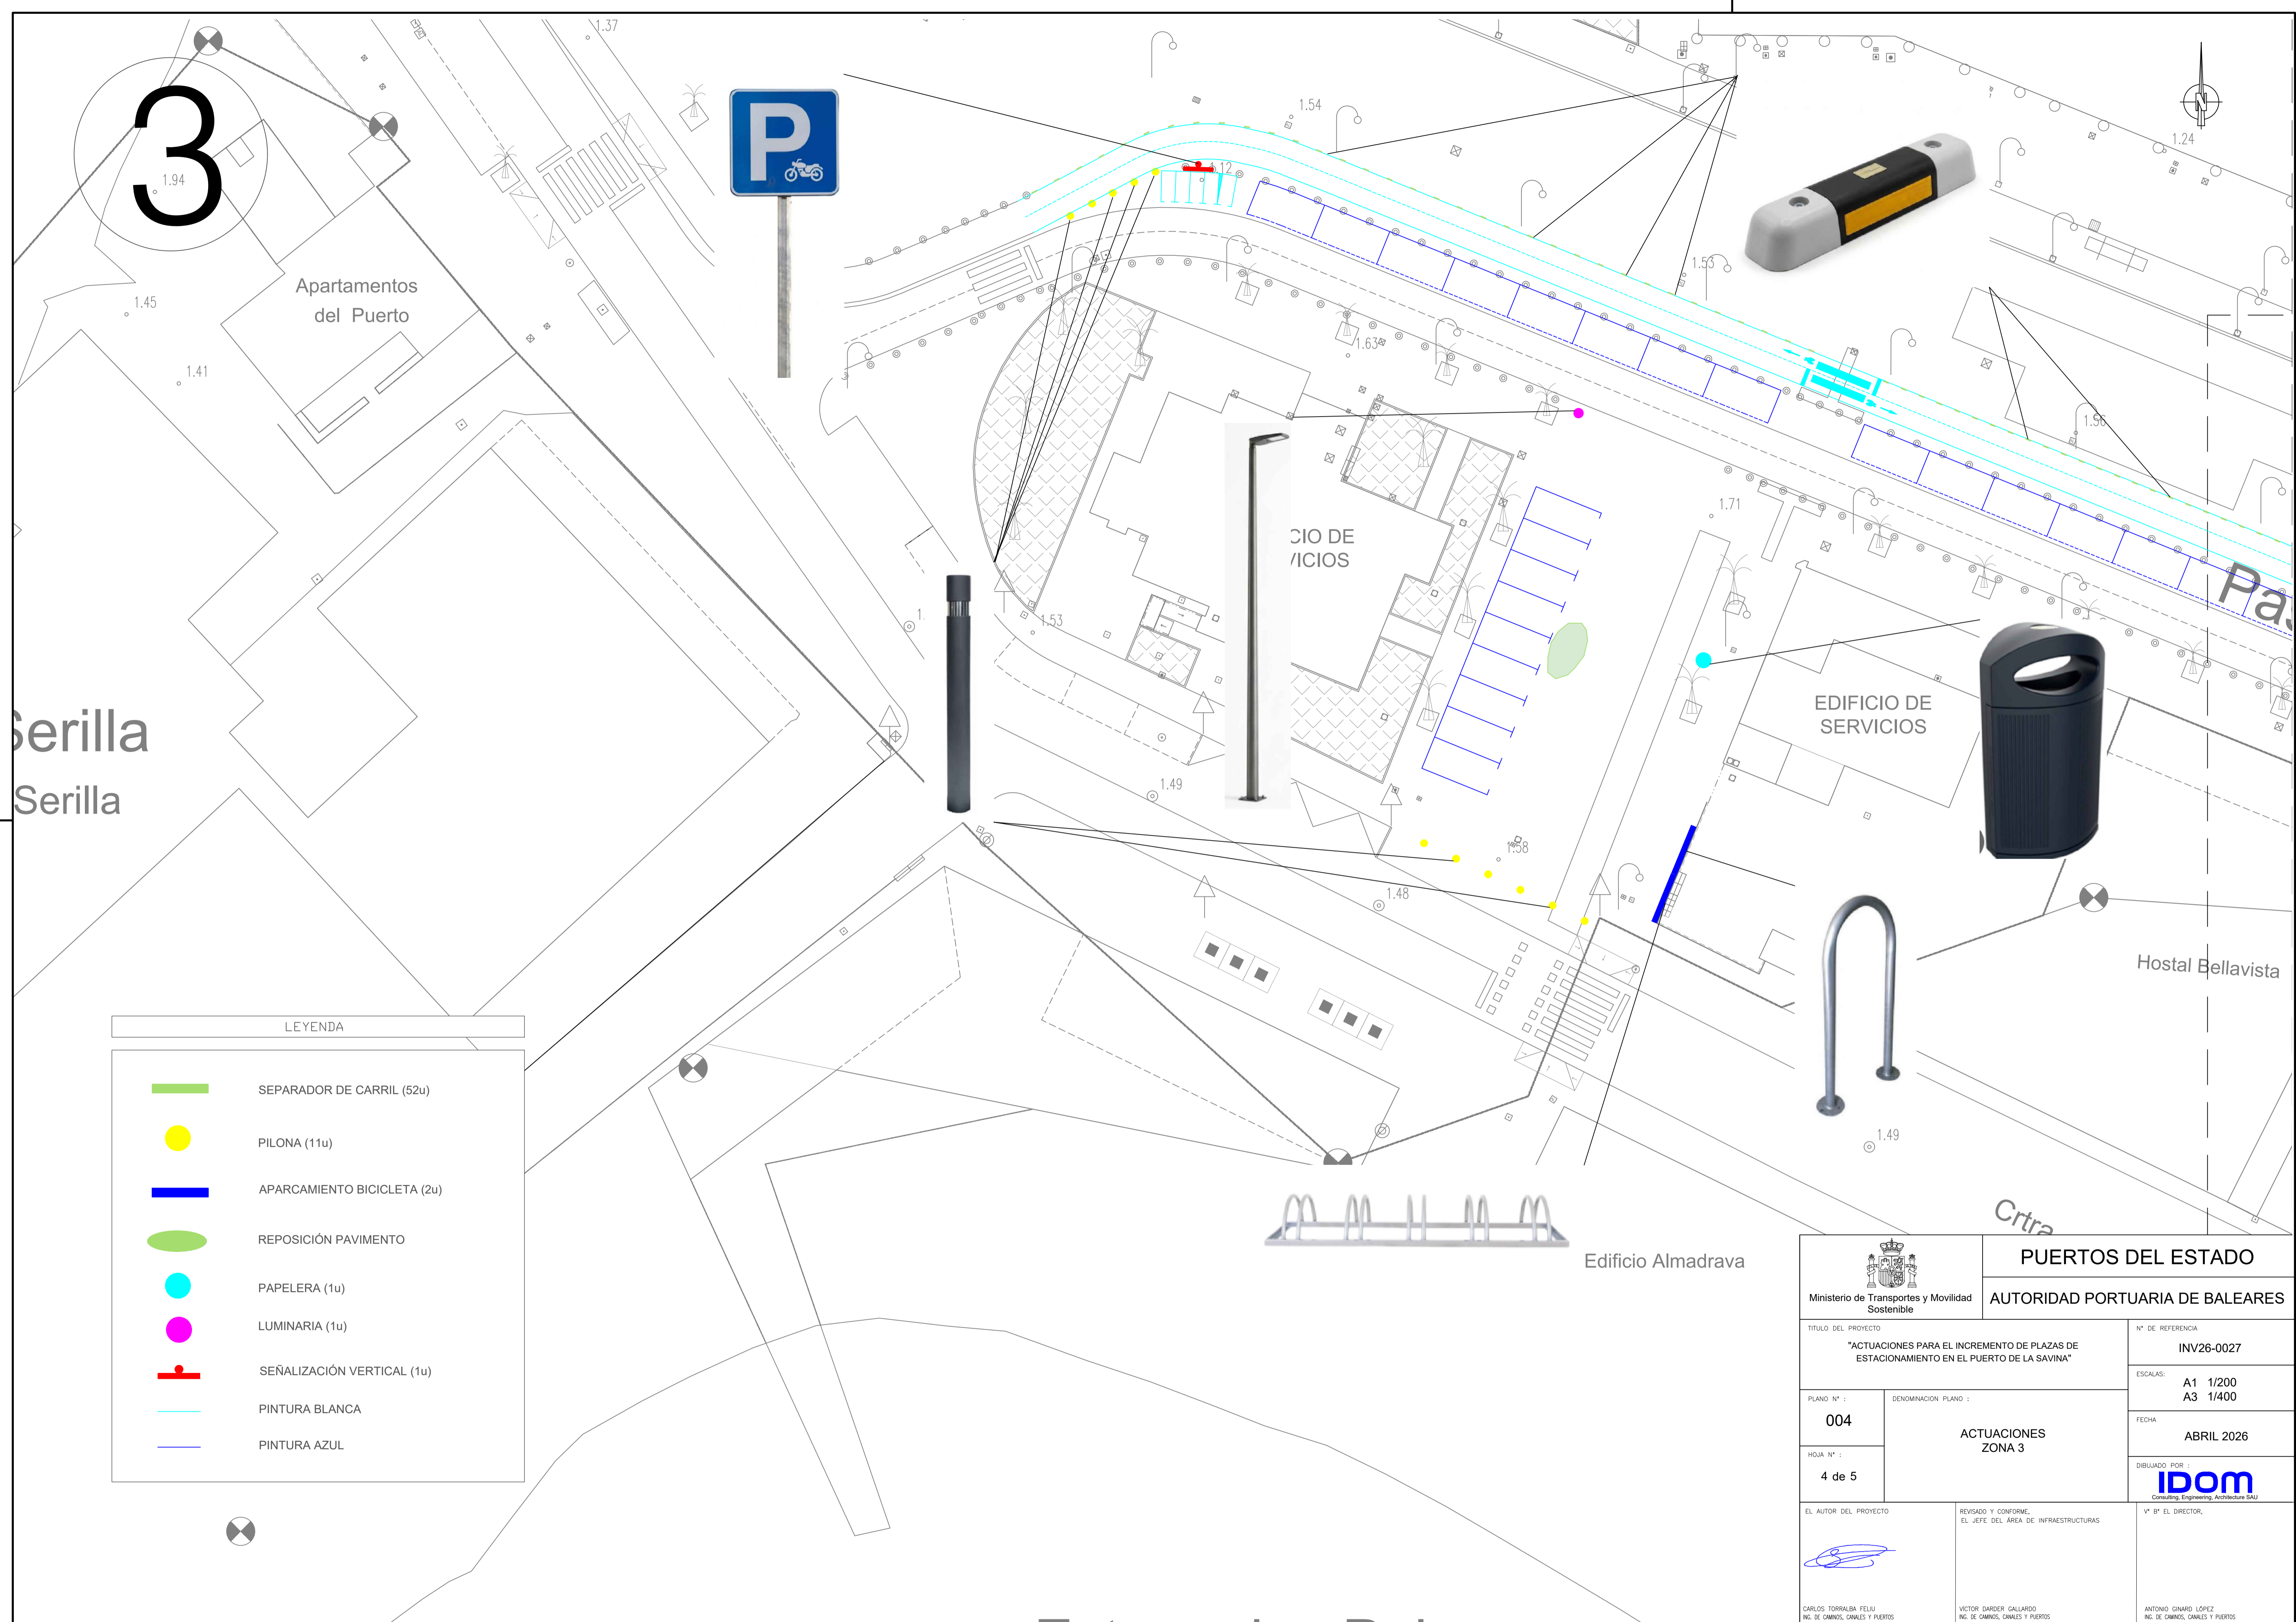 3
1.37
1.94
1.54
1.12
1.24
P
Apartamentos
del Puerto
1.45
1.41
1.53
1.63
1.56
1.71
CIO DE
VICIOS
1.53
1.
Pas
EDIFICIO DE
SERVICIOS
Serilla
Serilla
1.49
1.58
1.48
Hostal Bellavista
1.49
Crtra
Edificio Almadrava
LEYENDA
SEPARADOR DE CARRIL (52u)
PILONA (11u)
APARCAMIENTO BICICLETA (2u)
REPOSICIÓN PAVIMENTO
PAPELERA (1u)
LUMINARIA (1u)
SEÑALIZACIÓN VERTICAL (1u)
PINTURA BLANCA
PINTURA AZUL
Ministerio de Transportes y Movilidad
Sostenible
PUERTOS DEL ESTADO
AUTORIDAD PORTUARIA DE BALEARES
TITULO DEL PROYECTO
"ACTUACIONES PARA EL INCREMENTO DE PLAZAS DE
ESTACIONAMIENTO EN EL PUERTO DE LA SAVINA"
Nº DE REFERENCIA
INV26-0027
ESCALAS:
A1 1/200
A3 1/400
PLANO Nº :
004
DENOMINACION PLANO :
ACTUACIONES
ZONA 3
FECHA
ABRIL 2026
HOJA Nº :
4 de 5
DIBUJADO POR :
IDOM
Consulting, Engineering, Architecture SAU
EL AUTOR DEL PROYECTO
REVISADO Y CONFORME,
EL JEFE DEL ÁREA DE INFRAESTRUCTURAS
Vº Bº EL DIRECTOR,
CARLOS TORRALBA FELIU
ING. DE CAMINOS, CANALES Y PUERTOS
VÍCTOR DARDER GALLARDO
ING. DE CAMINOS, CANALES Y PUERTOS
ANTONIO GINARD LÓPEZ
ING. DE CAMINOS, CANALES Y PUERTOS